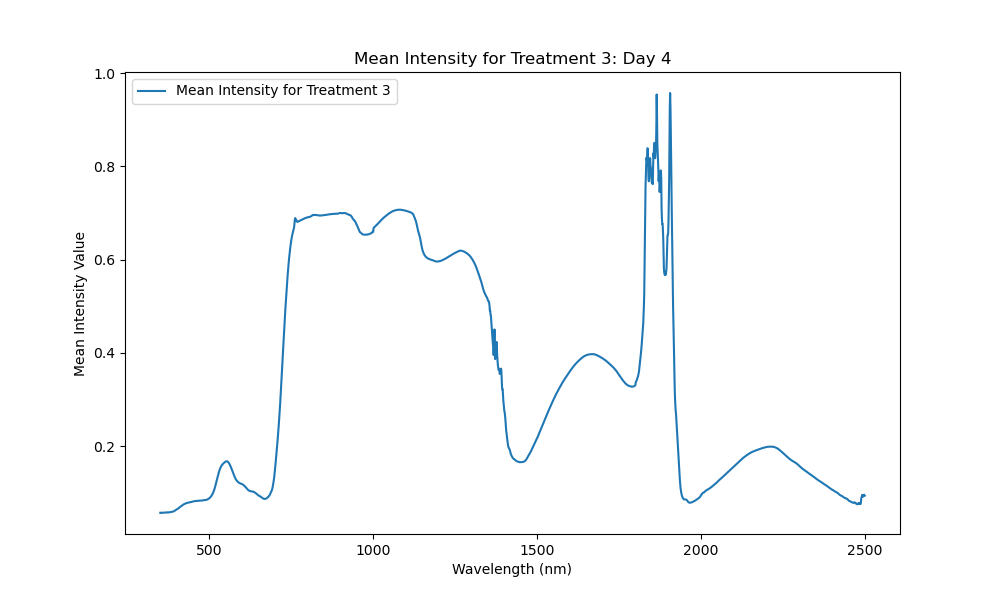 Mean Intensity for Treatment 3: Day 4
Mean Intensity for Treatment 3
Mean Intensity Value
1.0
0.8
0.6
0.4
0.2
500 1000 1500 2000 2500
Wavelength (nm)